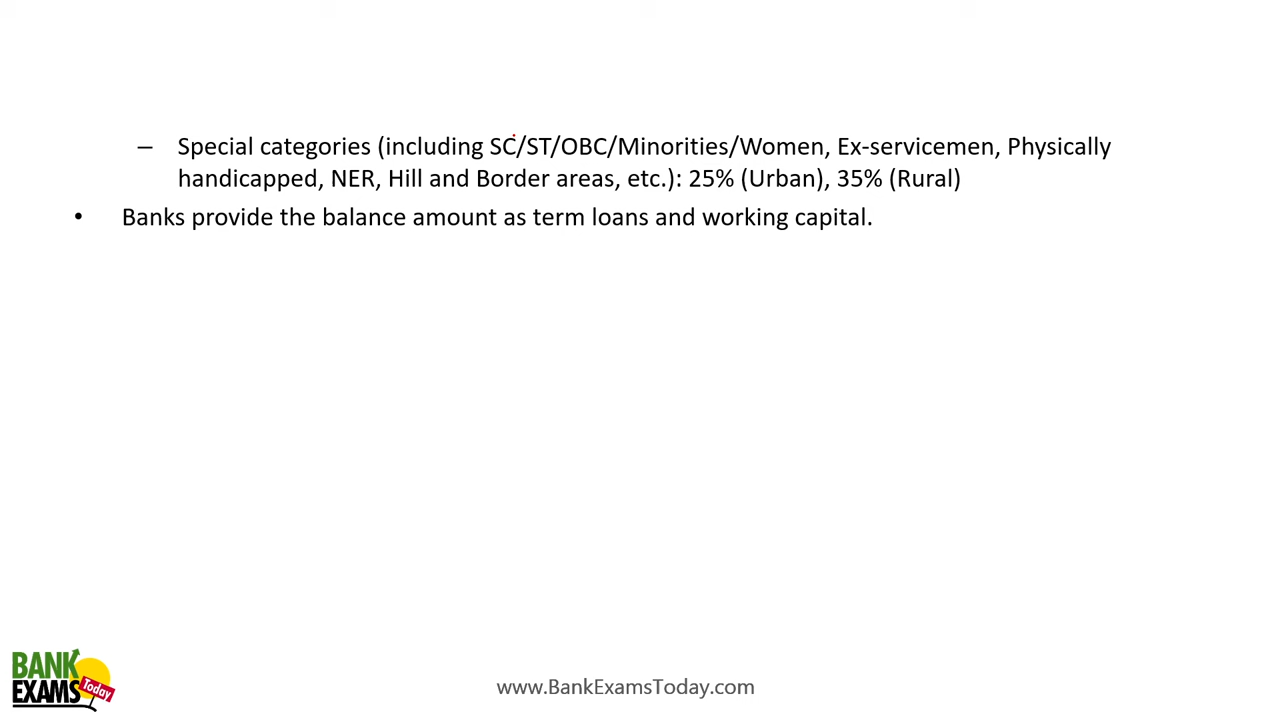 – Special categories (including SC/ST/OBC/Minorities/Women, Ex-servicemen, Physically
handicapped, NER, Hill and Border areas, etc.): 25% (Urban), 35% (Rural)
• Banks provide the balance amount as term loans and working capital.
BANK
EXAMS
Today
www.BankExamsToday.com